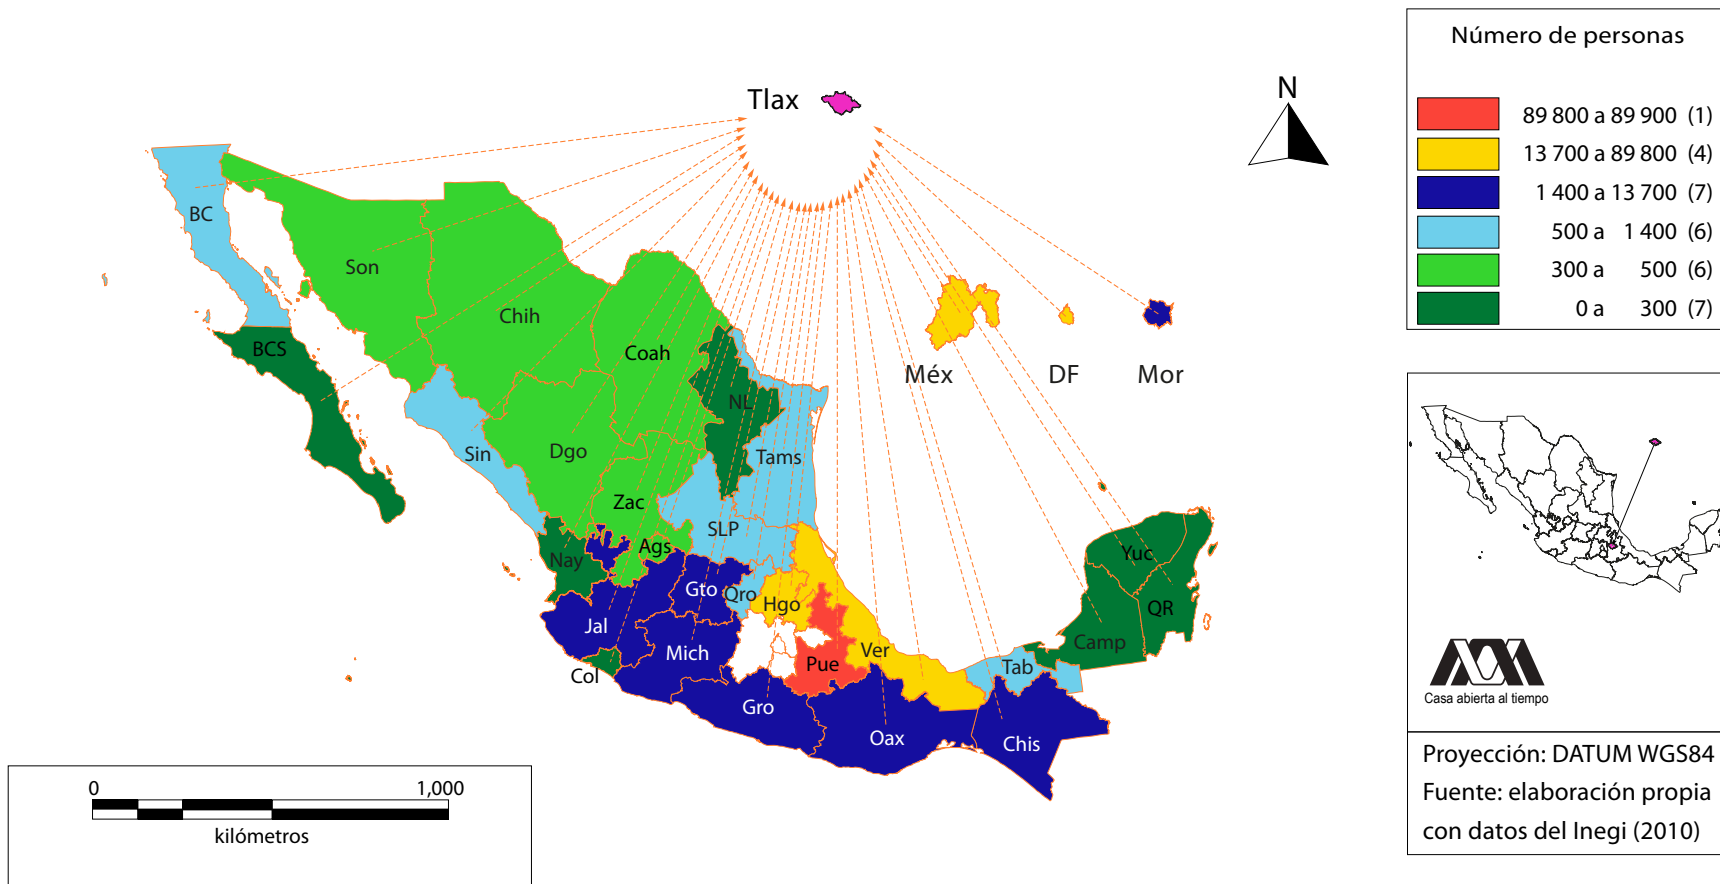 Número de personas
89 800 a 89 900 (1)
13 700 a 89 800 (4)
1 400 a 13 700 (7)
500 a 1 400 (6)
300 a 500 (6)
0 a 300 (7)
N
Tlax
BC
Son
Chih
BCS
Coah
Méx
DF
Mor
NL
Sin
Dgo
Tams
Zac
SLP
Ags
Nay
Yuc
Gto
Qro
Hgo
QR
Jal
Camp
Mich
Ver
Pue
Tab
Col
Gro
Oax
Chis
Casa abierta al tiempo
0 1,000
kilómetros
Proyección: DATUM WGS84
Fuente: elaboración propia
con datos del Inegi (2010)